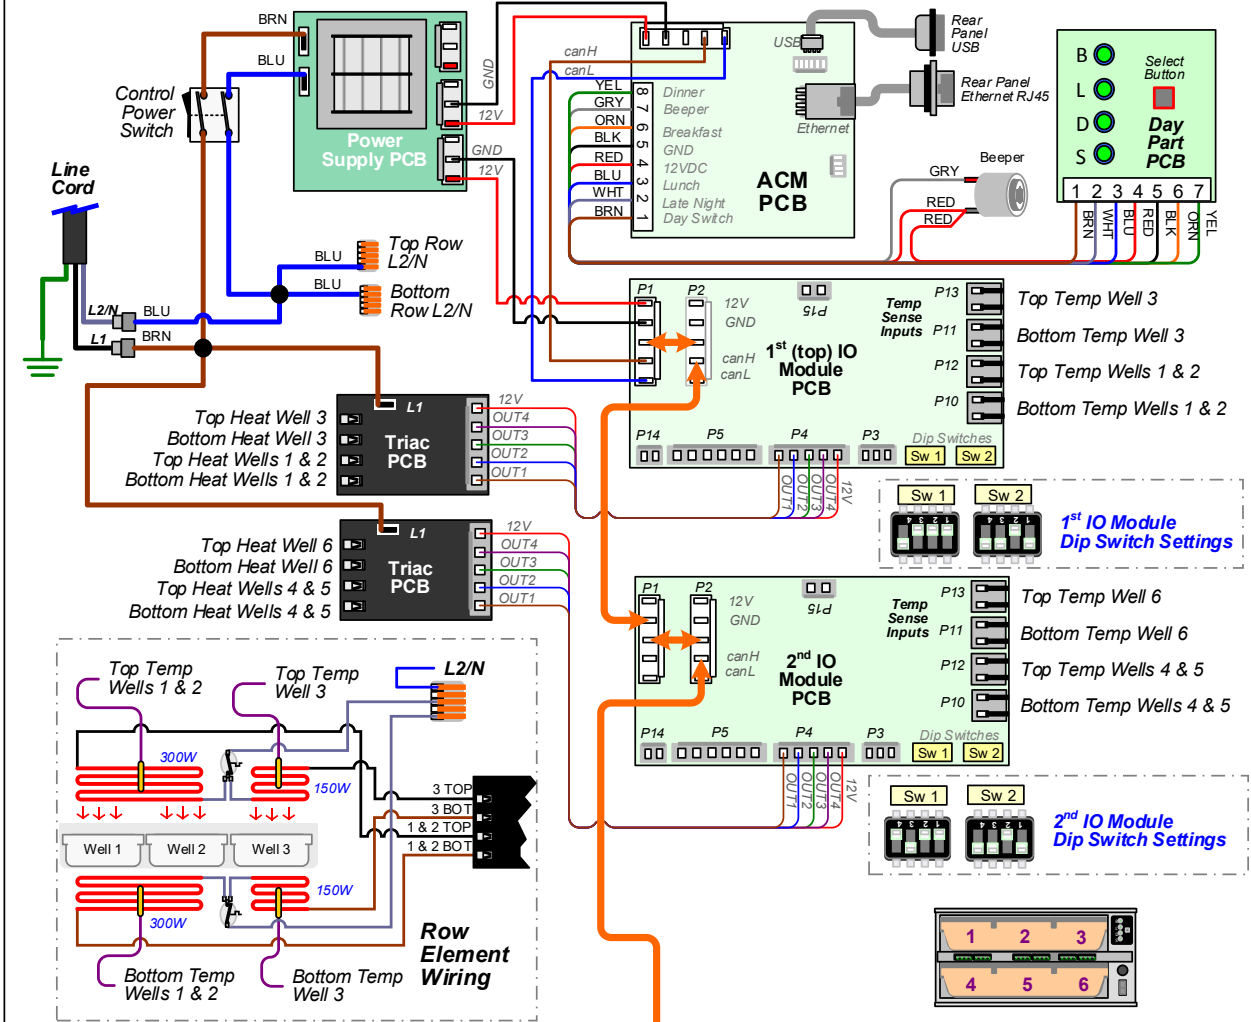 BRN
BLU
Control
Power
Switch
Power
Supply PCB
GND
12V
GND
12V
canH
canL
USB
Ethernet
Rear
Panel
USB
Rear Panel
Ethernet RJ45
YEL 8 Dinner
GRY 7 Beeper
ORN 6 Breakfast
BLK 5 GND
RED 4 12VDC
BLU 3 Lunch
WHT 2 Late Night
BRN 1 Day Switch
ACM
PCB
Beeper
GRY
RED
RED
B
L
D
S
Select
Button
Day
Part
PCB
1 2 3 4 5 6 7
BRN
WHT
BLU
RED
BLK
ORN
YEL
Line
Cord
BLU
BLU
Top Row
L2/N
Bottom
Row L2/N
L2/N
BLU
L1
BRN
P1
P2
12V
GND
canH
canL
P15
1st (top) IO
Module
PCB
Temp
Sense
Inputs
P13
P11
P12
P10
Top Temp Well 3
Bottom Temp Well 3
Top Temp Wells 1 & 2
Bottom Temp Wells 1 & 2
P14
P5
P4
P3
Dip Switches
Sw 1
Sw 2
OUT1
OUT2
OUT3
OUT4
12V
Top Heat Well 3
Bottom Heat Well 3
Top Heat Wells 1 & 2
Bottom Heat Wells 1 & 2
L1
Triac
PCB
12V
OUT4
OUT3
OUT2
OUT1
Sw 1
Sw 2
4 3 2 1
4 3 2 1
1st IO Module
Dip Switch Settings
Top Heat Well 6
Bottom Heat Well 6
Top Heat Wells 4 & 5
Bottom Heat Wells 4 & 5
L1
Triac
PCB
12V
OUT4
OUT3
OUT2
OUT1
P1
P2
12V
GND
canH
canL
P15
2nd IO
Module
PCB
Temp
Sense
Inputs
P13
P11
P12
P10
Top Temp Well 6
Bottom Temp Well 6
Top Temp Wells 4 & 5
Bottom Temp Wells 4 & 5
P14
P5
P4
P3
Dip Switches
Sw 1
Sw 2
OUT1
OUT2
OUT3
OUT4
12V
Sw 1
Sw 2
4 3 2 1
4 3 2 1
2nd IO Module
Dip Switch Settings
Top Temp
Wells 1 & 2
Top Temp
Well 3
L2/N
300W
150W
3 TOP
3 BOT
1 & 2 TOP
1 & 2 BOT
Well 1
Well 2
Well 3
150W
300W
Bottom Temp
Wells 1 & 2
Bottom Temp
Well 3
Row
Element
Wiring
1 2 3
4 5 6